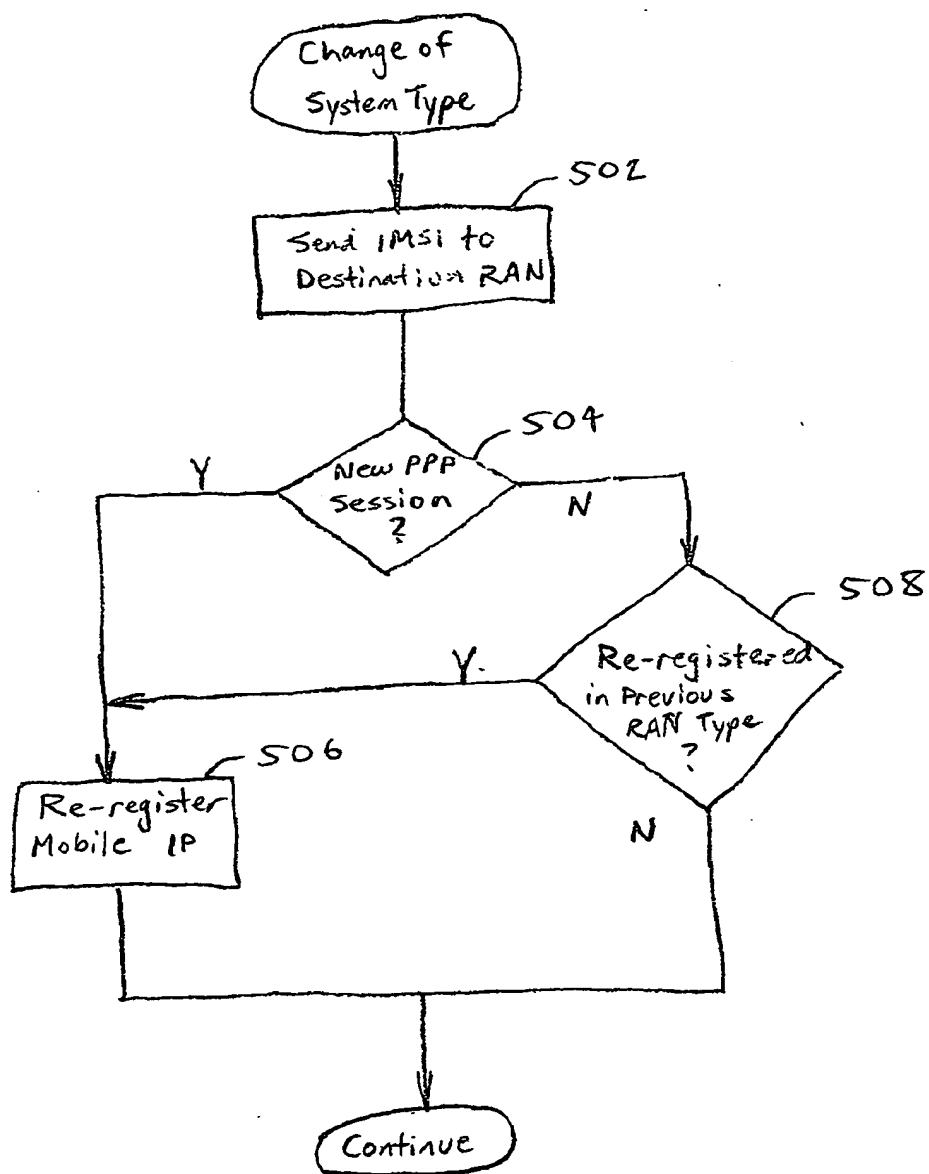 Change of
System Type
502
Send IMSI to
Destination RAN
504
New PPP
Session
?
Y
N
508
Re-registered
in Previous
RAN Type
?
Y
506
Re-register
Mobile IP
N
Continue